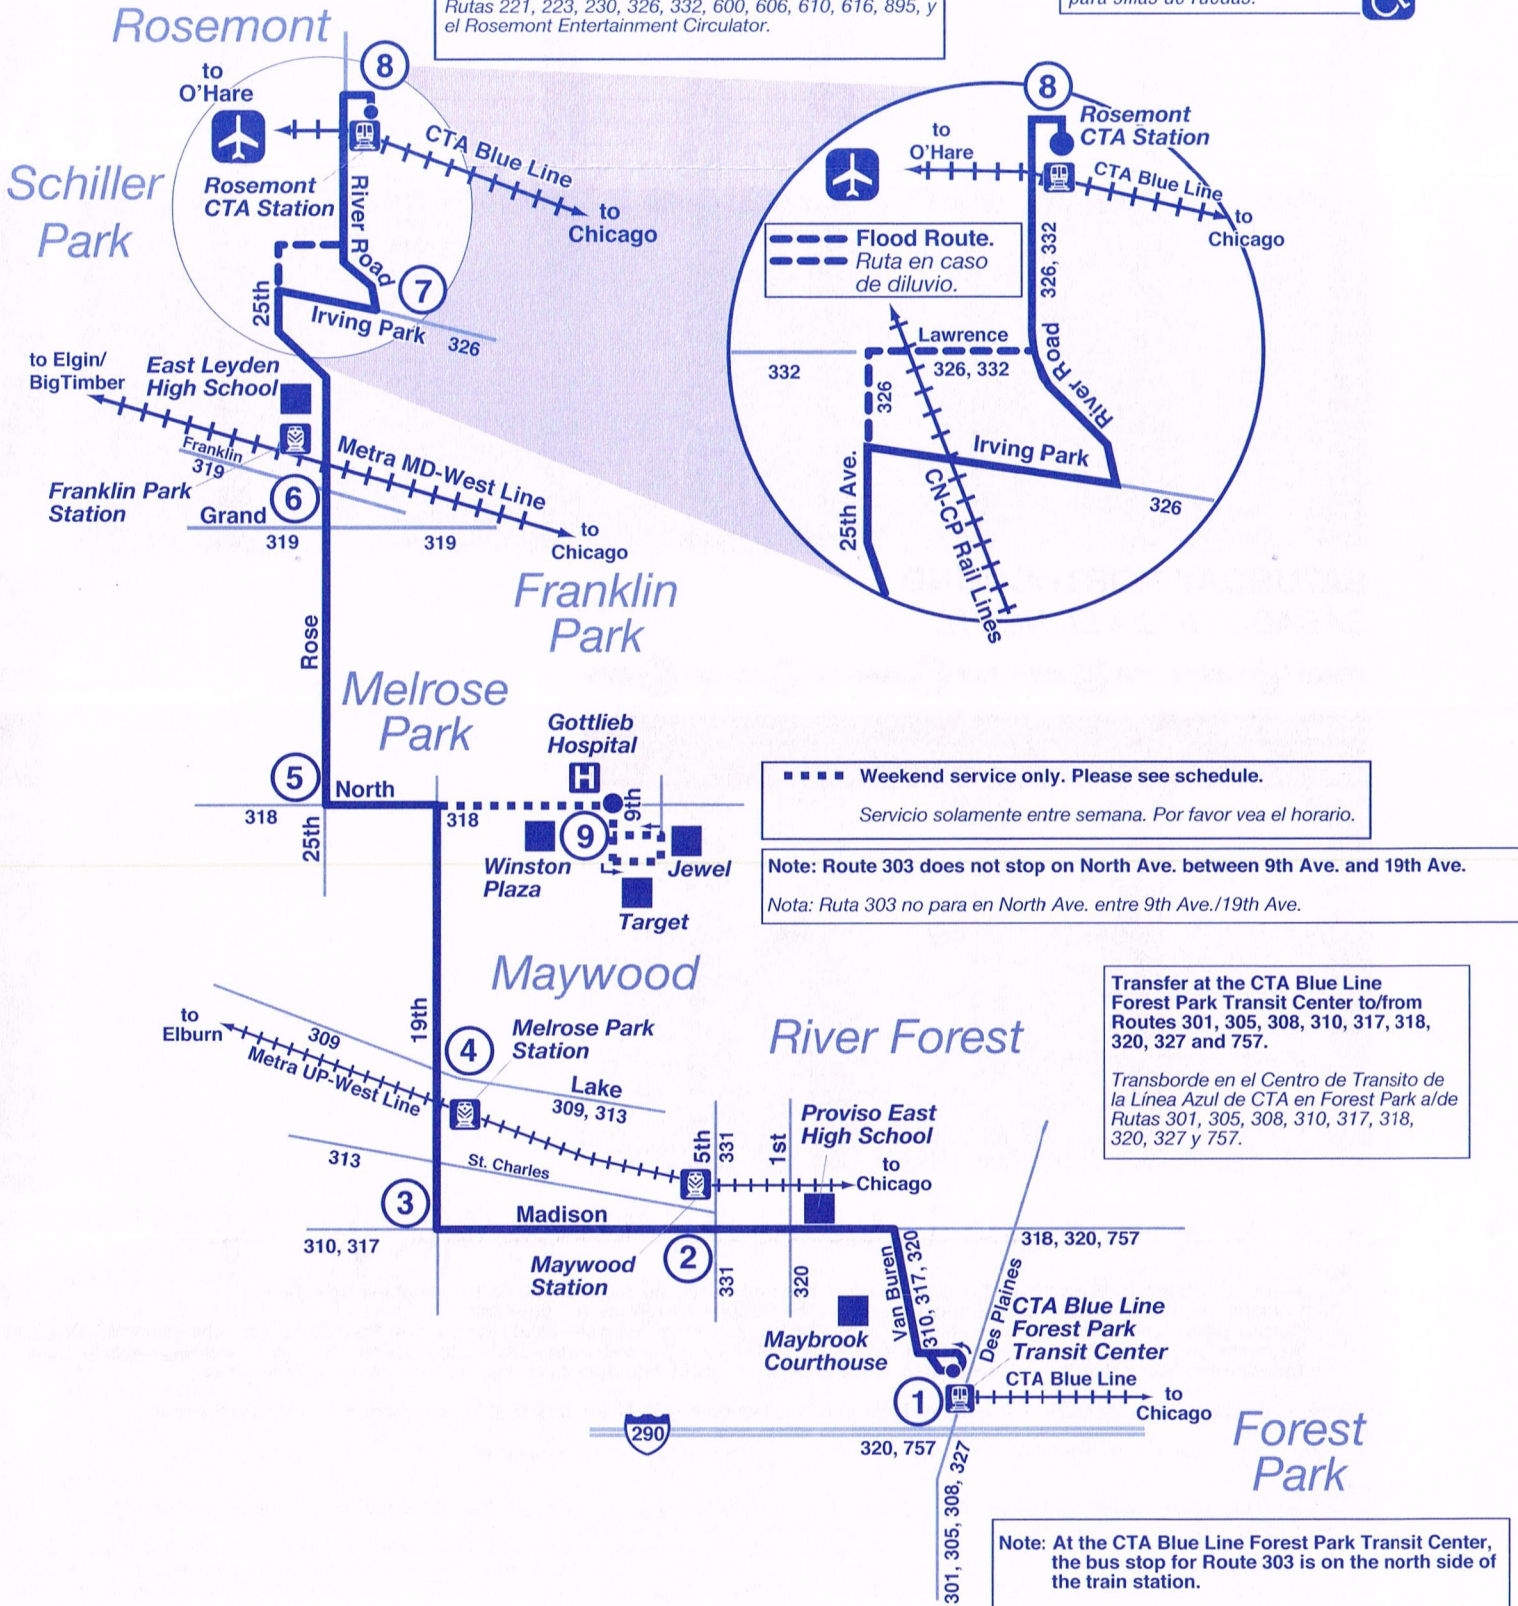 Rutas 221, 223, 230, 326, 332, 600, 606, 610, 616, 895, y
el Rosemont Entertainment Circulator.
para sillas de ruedas.
Rosemont
8
to
O'Hare
CTA Blue Line
to
Chicago
Rosemont
CTA Station
River Road
Schiller
Park
7
25th
Irving Park
326
8
Rosemont
CTA Station
to
O'Hare
CTA Blue Line
to
Chicago
Flood Route.
Ruta en caso
de diluvio.
326, 332
Lawrence
332
326, 332
326
River Road
Irving Park
326
25th Ave.
CN-CP Rail Lines
to Elgin/
BigTimber
East Leyden
High School
Franklin
319
Metra MD-West Line
Franklin Park
Station
6
Grand
319
319
to
Chicago
Franklin
Park
Rose
Melrose
Park
Gottlieb
Hospital
H
5
North
318
318
25th
9th
9
Winston
Plaza
Jewel
Target
Weekend service only. Please see schedule.
Servicio solamente entre semana. Por favor vea el horario.
Note: Route 303 does not stop on North Ave. between 9th Ave. and 19th Ave.
Nota: Ruta 303 no para en North Ave. entre 9th Ave./19th Ave.
Maywood
19th
to
Elburn
309
Metra UP-West Line
4
Melrose Park
Station
Lake
309, 313
River Forest
Transfer at the CTA Blue Line
Forest Park Transit Center to/from
Routes 301, 305, 308, 310, 317, 318,
320, 327 and 757.
Transborde en el Centro de Transito de
la Línea Azul de CTA en Forest Park a/de
Rutas 301, 305, 308, 310, 317, 318,
320, 327 y 757.
313
St. Charles
5th
331
1st
Proviso East
High School
to
Chicago
3
Madison
310, 317
Maywood
Station
2
331
320
318, 320, 757
Van Buren
310, 317, 320
Des Plaines
Maybrook
Courthouse
CTA Blue Line
Forest Park
Transit Center
1
CTA Blue Line
to
Chicago
290
320, 757
301, 305, 308, 327
Forest
Park
Note: At the CTA Blue Line Forest Park Transit Center,
the bus stop for Route 303 is on the north side of
the train station.